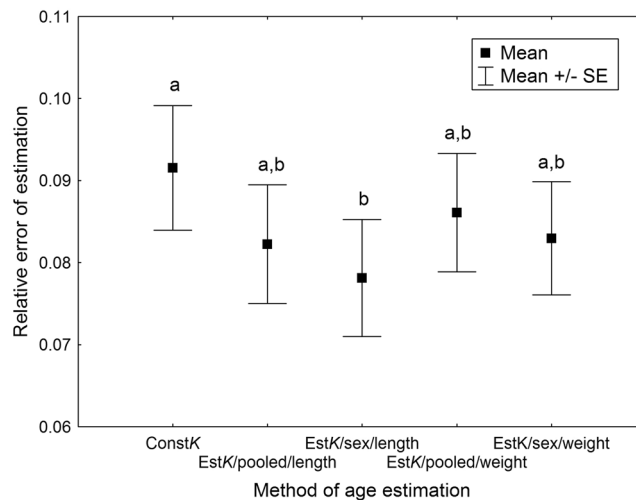 0.11
0.10
0.09
0.08
0.07
0.06
Relative error of estimation
Mean
Mean +/- SE
a
a,b
b
a,b
a,b
ConstK
EstK/pooled/length
EstK/sex/length
EstK/pooled/weight
EstK/sex/weight
Method of age estimation